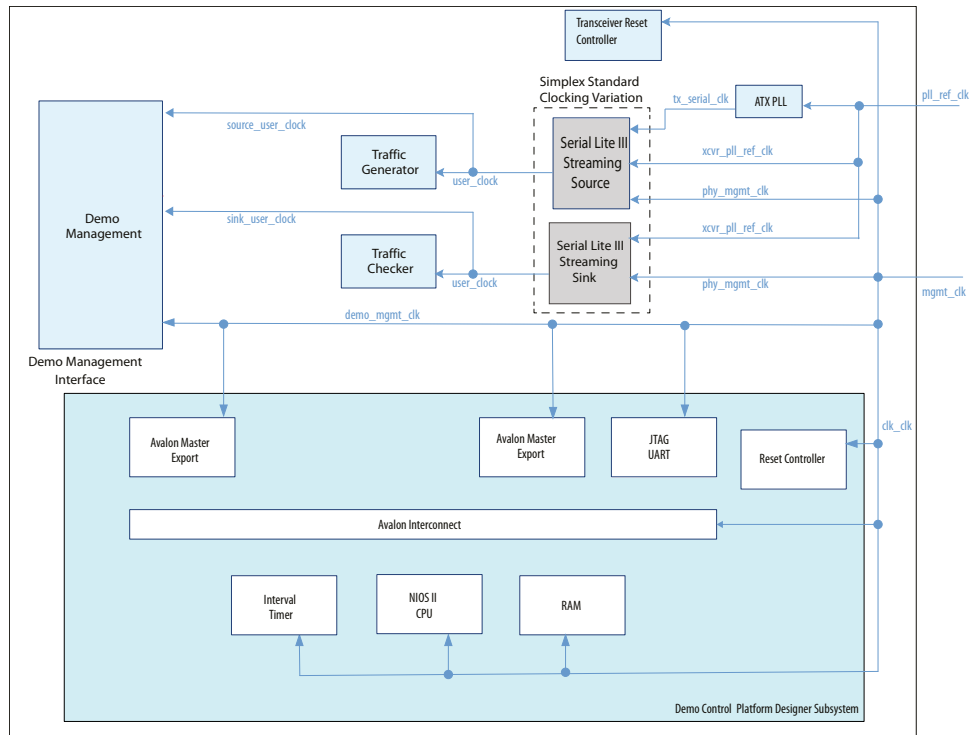 Transceiver Reset
Controller
Simplex Standard
Clocking Variation
tx_serial_clk
ATX PLL
pll_ref_clk
source_user_clock
Traffic
Generator
user_clock
Serial Lite III
Streaming
Source
xcvr_pll_ref_clk
phy_mgmt_clk
Demo
Management
sink_user_clock
Traffic
Checker
user_clock
Serial Lite III
Streaming
Sink
xcvr_pll_ref_clk
phy_mgmt_clk
mgmt_clk
demo_mgmt_clk
Demo Management
Interface
Avalon Master
Export
Avalon Master
Export
JTAG
UART
Reset Controller
clk_clk
Avalon Interconnect
Interval
Timer
NIOS II
CPU
RAM
Demo Control Platform Designer Subsystem